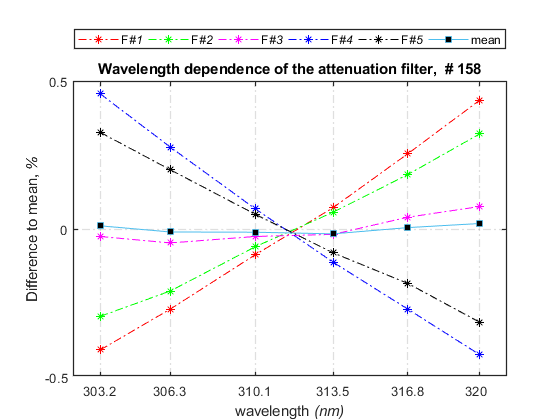 F#1 F#2 F#3 F#4 F#5 mean
Wavelength dependence of the attenuation filter, # 158
0.5
0
-0.5
Difference to mean, %
303.2 306.3 310.1 313.5 316.8 320
wavelength (nm)